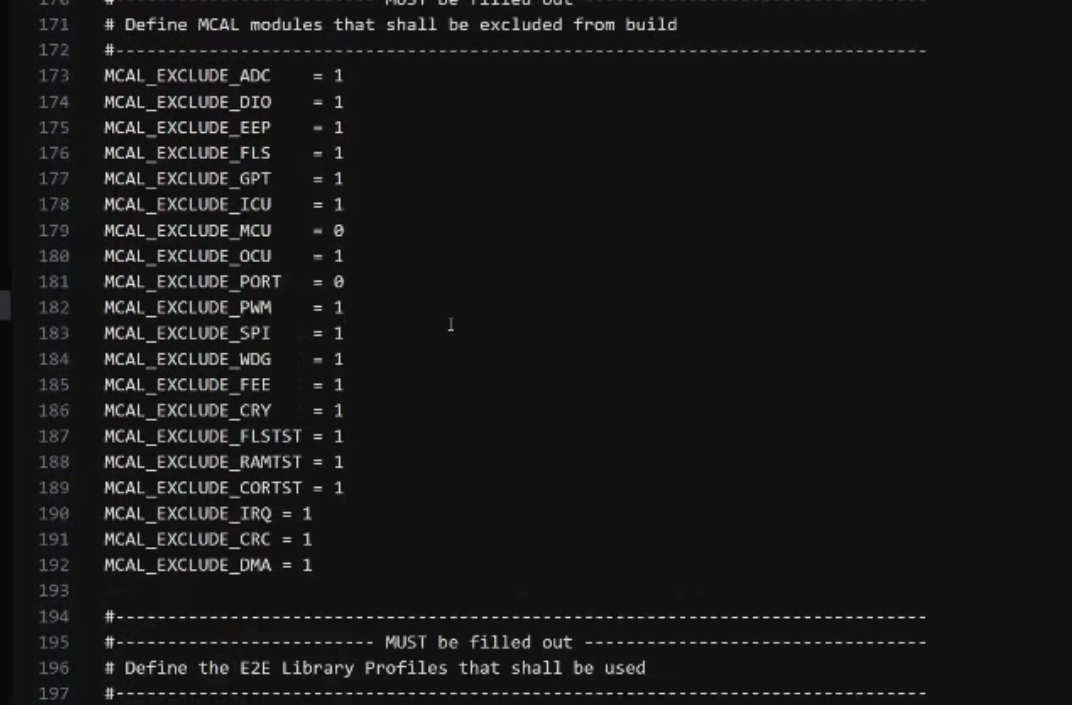 170 #------------------------- MUST be filled out ---------------------------------
171 # Define MCAL modules that shall be excluded from build
172 #------------------------------------------------------------------------------
173 MCAL_EXCLUDE_ADC    = 1
174 MCAL_EXCLUDE_DIO    = 1
175 MCAL_EXCLUDE_EEP    = 1
176 MCAL_EXCLUDE_FLS    = 1
177 MCAL_EXCLUDE_GPT    = 1
178 MCAL_EXCLUDE_ICU    = 1
179 MCAL_EXCLUDE_MCU    = 0
180 MCAL_EXCLUDE_OCU    = 1
181 MCAL_EXCLUDE_PORT   = 0
182 MCAL_EXCLUDE_PWM    = 1
183 MCAL_EXCLUDE_SPI    = 1
184 MCAL_EXCLUDE_WDG    = 1
185 MCAL_EXCLUDE_FEE    = 1
186 MCAL_EXCLUDE_CRY    = 1
187 MCAL_EXCLUDE_FLSTST = 1
188 MCAL_EXCLUDE_RAMTST = 1
189 MCAL_EXCLUDE_CORTST = 1
190 MCAL_EXCLUDE_IRQ = 1
191 MCAL_EXCLUDE_CRC = 1
192 MCAL_EXCLUDE_DMA = 1
193
194 #------------------------------------------------------------------------------
195 #------------------------- MUST be filled out ---------------------------------
196 # Define the E2E Library Profiles that shall be used
197 #------------------------------------------------------------------------------